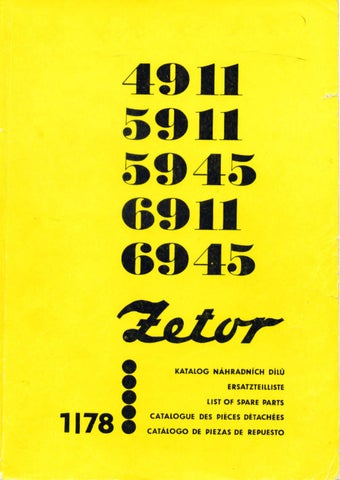 4911
5911
5945
6911
6945
Zetor
KATALOG NÁHRADNÍCH DÍLŮ
ERSATZTEILLISTE
LIST OF SPARE PARTS
CATALOGUE DES PIÈCES DÉTACHÉES
CATÁLOGO DE PIEZAS DE REPUESTO
1|78